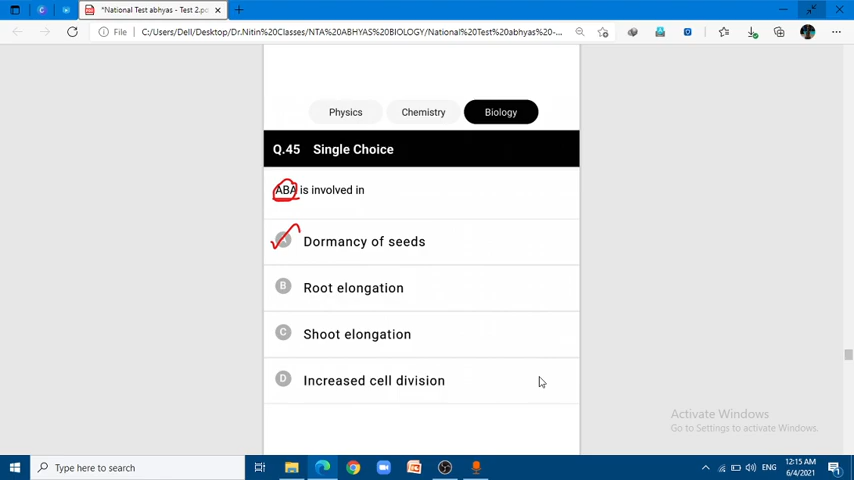 *National Test abhyas - Test 2.pd
File
C:/Users/Dell/Desktop/Dr.Nitin%20Classes/NTA%20ABHYAS%20BIOLOGY/National%20Test%20abhyas%20-...
Physics
Chemistry
Biology
Q.45 Single Choice
ABA is involved in
Dormancy of seeds
B Root elongation
C Shoot elongation
D Increased cell division
Activate Windows
Go to Settings to activate Windows.
Type here to search
ENG
12:15 AM
6/4/2021